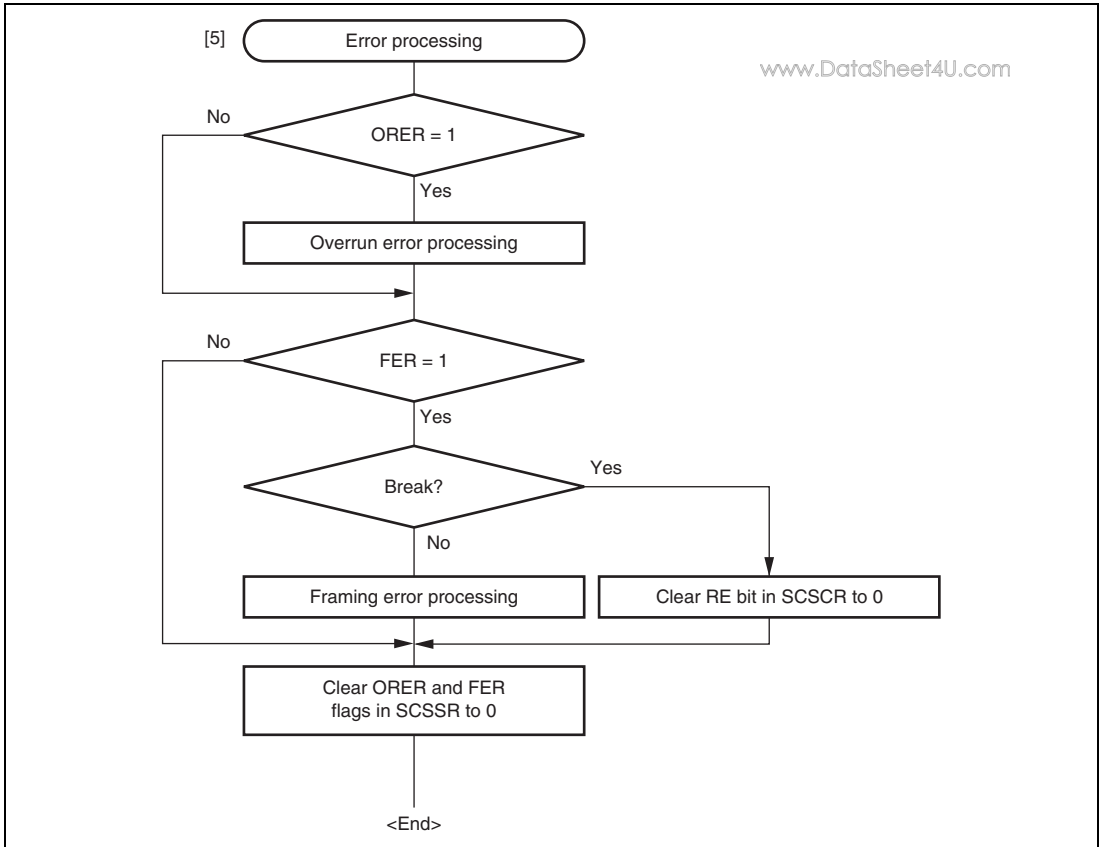 [5]
Error processing
www.DataSheet4U.com
No
ORER = 1
Yes
Overrun error processing
No
FER = 1
Yes
Break?
Yes
No
Framing error processing
Clear RE bit in SCSCR to 0
Clear ORER and FER
flags in SCSSR to 0
<End>